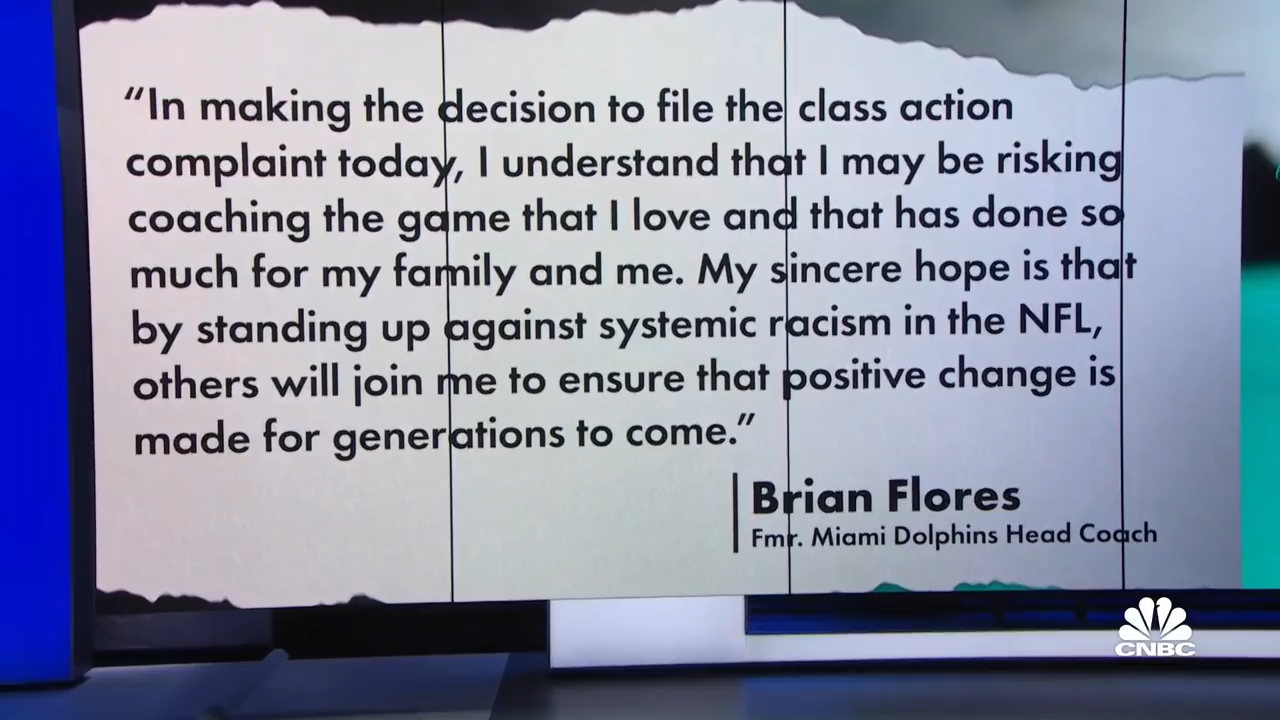 “In making the decision to file the class action
complaint today, I understand that I may be risking
coaching the game that I love and that has done so
much for my family and me. My sincere hope is that
by standing up against systemic racism in the NFL,
others will join me to ensure that positive change is
made for generations to come.”
Brian Flores
Fmr. Miami Dolphins Head Coach
CNBC